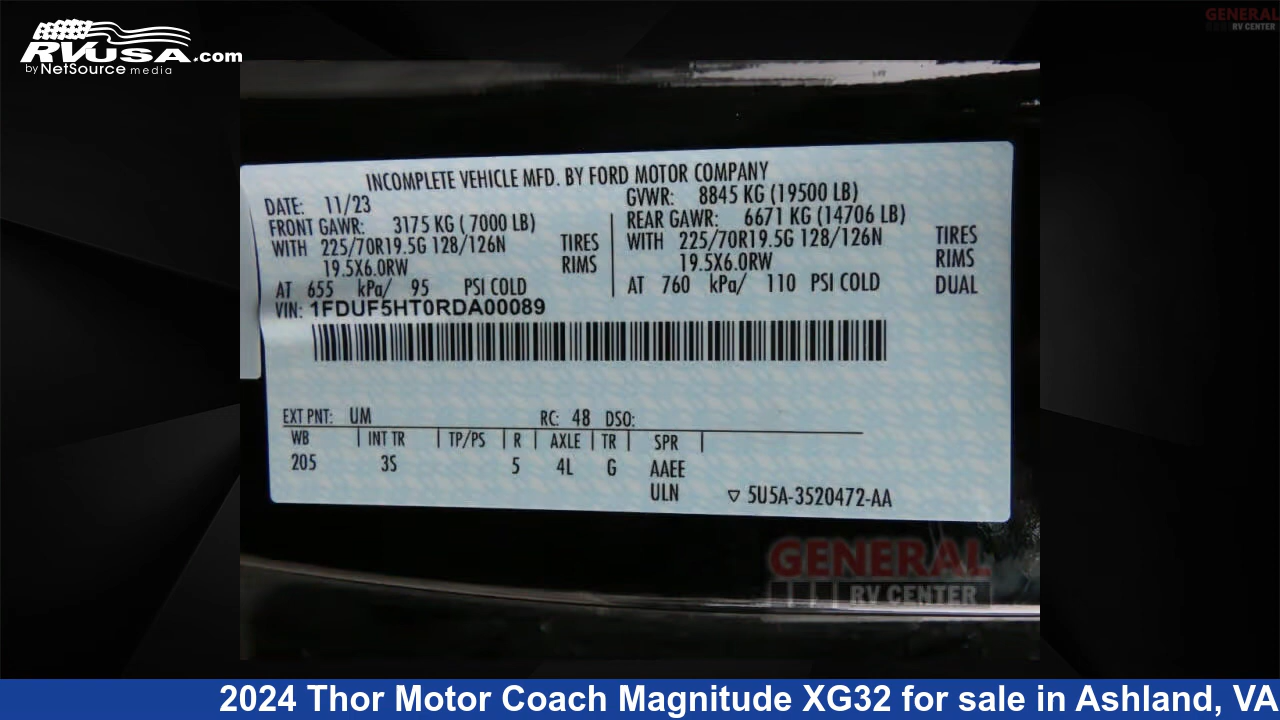 RVUSA.com
by NetSource media
GENERAL
RV CENTER
INCOMPLETE VEHICLE MFD. BY FORD MOTOR COMPANY
DATE: 11/23
GVWR: 8845 KG (19500 LB)
FRONT GAWR: 3175 KG ( 7000 LB)
REAR GAWR: 6671 KG (14706 LB)
WITH 225/70R19.5G 128/126N TIRES
WITH 225/70R19.5G 128/126N TIRES
19.5X6.0RW RIMS
19.5X6.0RW RIMS
AT 655 kPa/ 95 PSI COLD
AT 760 kPa/ 110 PSI COLD DUAL
VIN: 1FDUF5HT0RDA00089
EXT PNT: UM RC: 48 DSO:
WB | INT TR | TP/PS | R | AXLE | TR | SPR |
205 3S 5 4L G AAEE
ULN ▽ 5U5A-3520472-AA
GENERAL
RV CENTER
2024 Thor Motor Coach Magnitude XG32 for sale in Ashland, VA